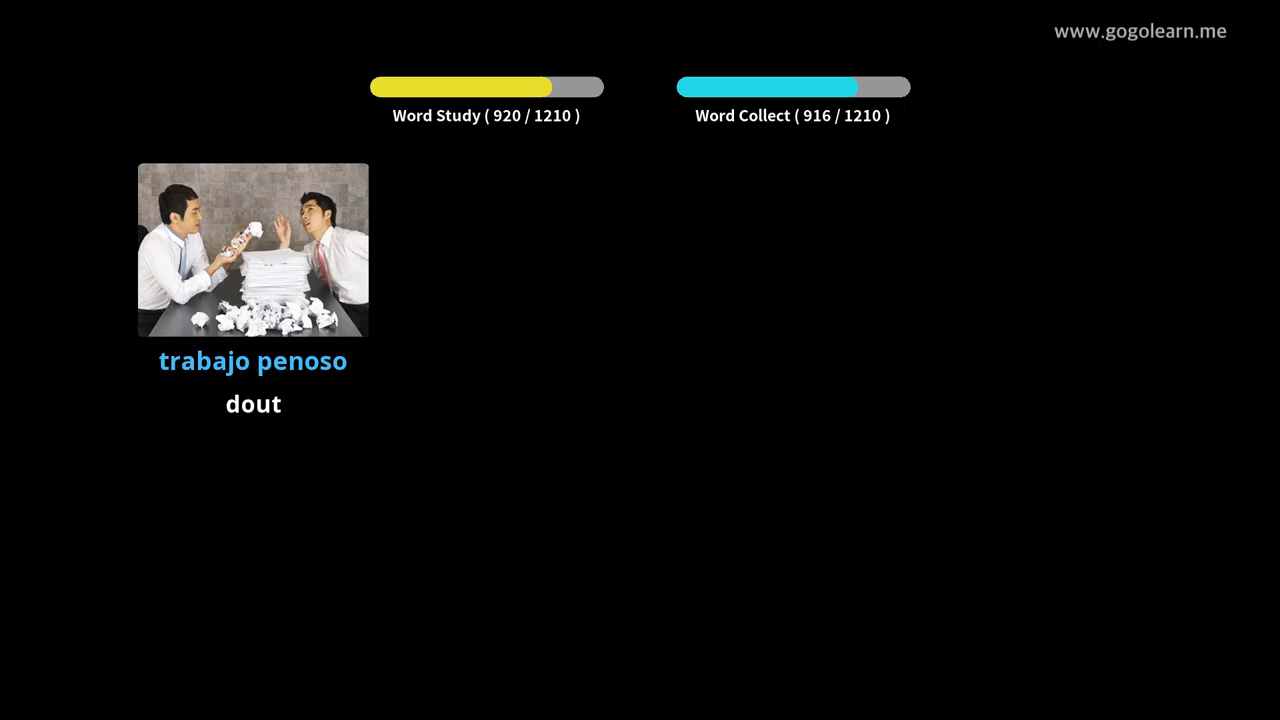 www.gogolearn.me
Word Study ( 920 / 1210 )
Word Collect ( 916 / 1210 )
trabajo penoso
dout